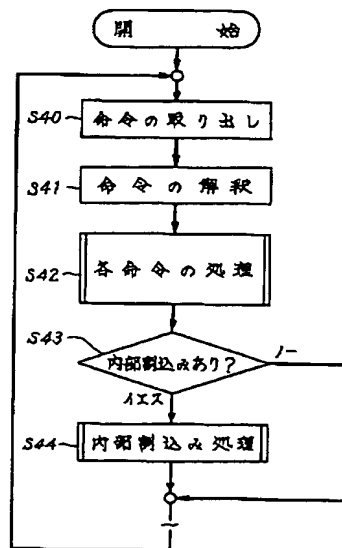 開始
S40
命令の取り出し
S41
命令の解釈
S42
各命令の処理
S43
内部割込みあり?
ノー
イエス
S44
内部割込み処理